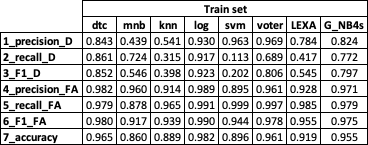 Train set
dtc mnb knn log svm voter LEXA G_NB4s
1_precision_D 0.843 0.439 0.541 0.930 0.963 0.969 0.784 0.824
2_recall_D 0.861 0.724 0.315 0.917 0.113 0.689 0.417 0.772
3_F1_D 0.852 0.546 0.398 0.923 0.202 0.806 0.545 0.797
4_precision_FA 0.982 0.960 0.914 0.989 0.895 0.961 0.928 0.971
5_recall_FA 0.979 0.878 0.965 0.991 0.999 0.997 0.985 0.979
6_F1_FA 0.980 0.917 0.939 0.990 0.944 0.978 0.955 0.975
7_accuracy 0.965 0.860 0.889 0.982 0.896 0.961 0.919 0.955